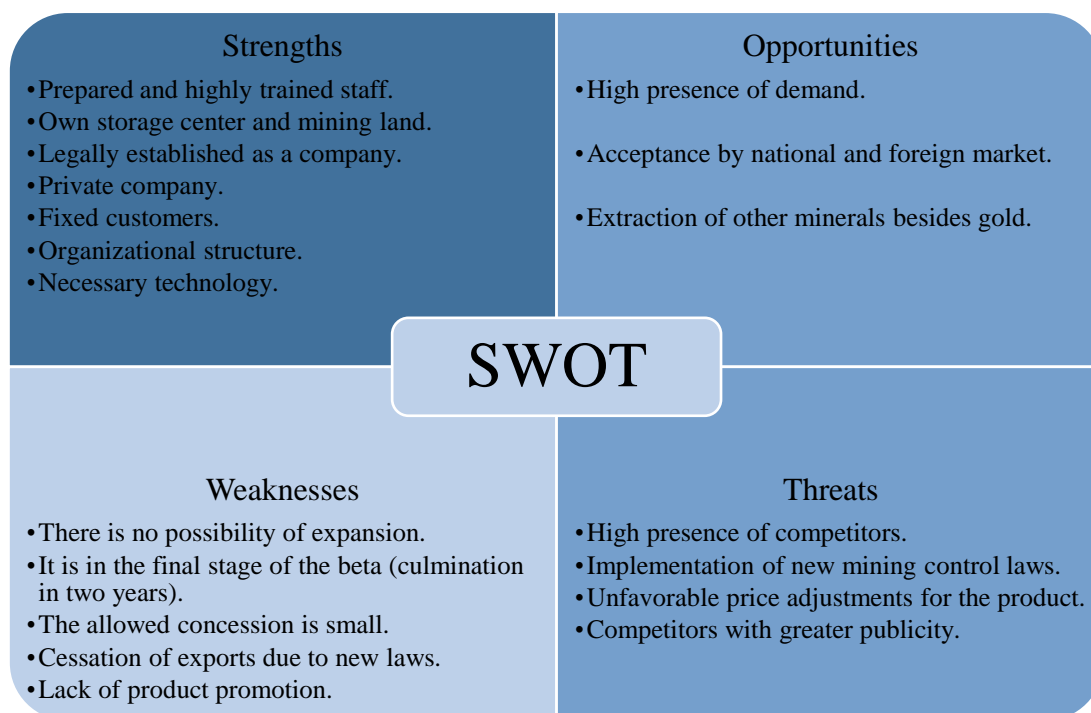 Strengths
•Prepared and highly trained staff.
•Own storage center and mining land.
•Legally established as a company.
•Private company.
•Fixed customers.
•Organizational structure.
•Necessary technology.
Opportunities
•High presence of demand.
•Acceptance by national and foreign market.
•Extraction of other minerals besides gold.
SWOT
Weaknesses
•There is no possibility of expansion.
•It is in the final stage of the beta (culmination
in two years).
•The allowed concession is small.
•Cessation of exports due to new laws.
•Lack of product promotion.
Threats
•High presence of competitors.
•Implementation of new mining control laws.
•Unfavorable price adjustments for the product.
•Competitors with greater publicity.